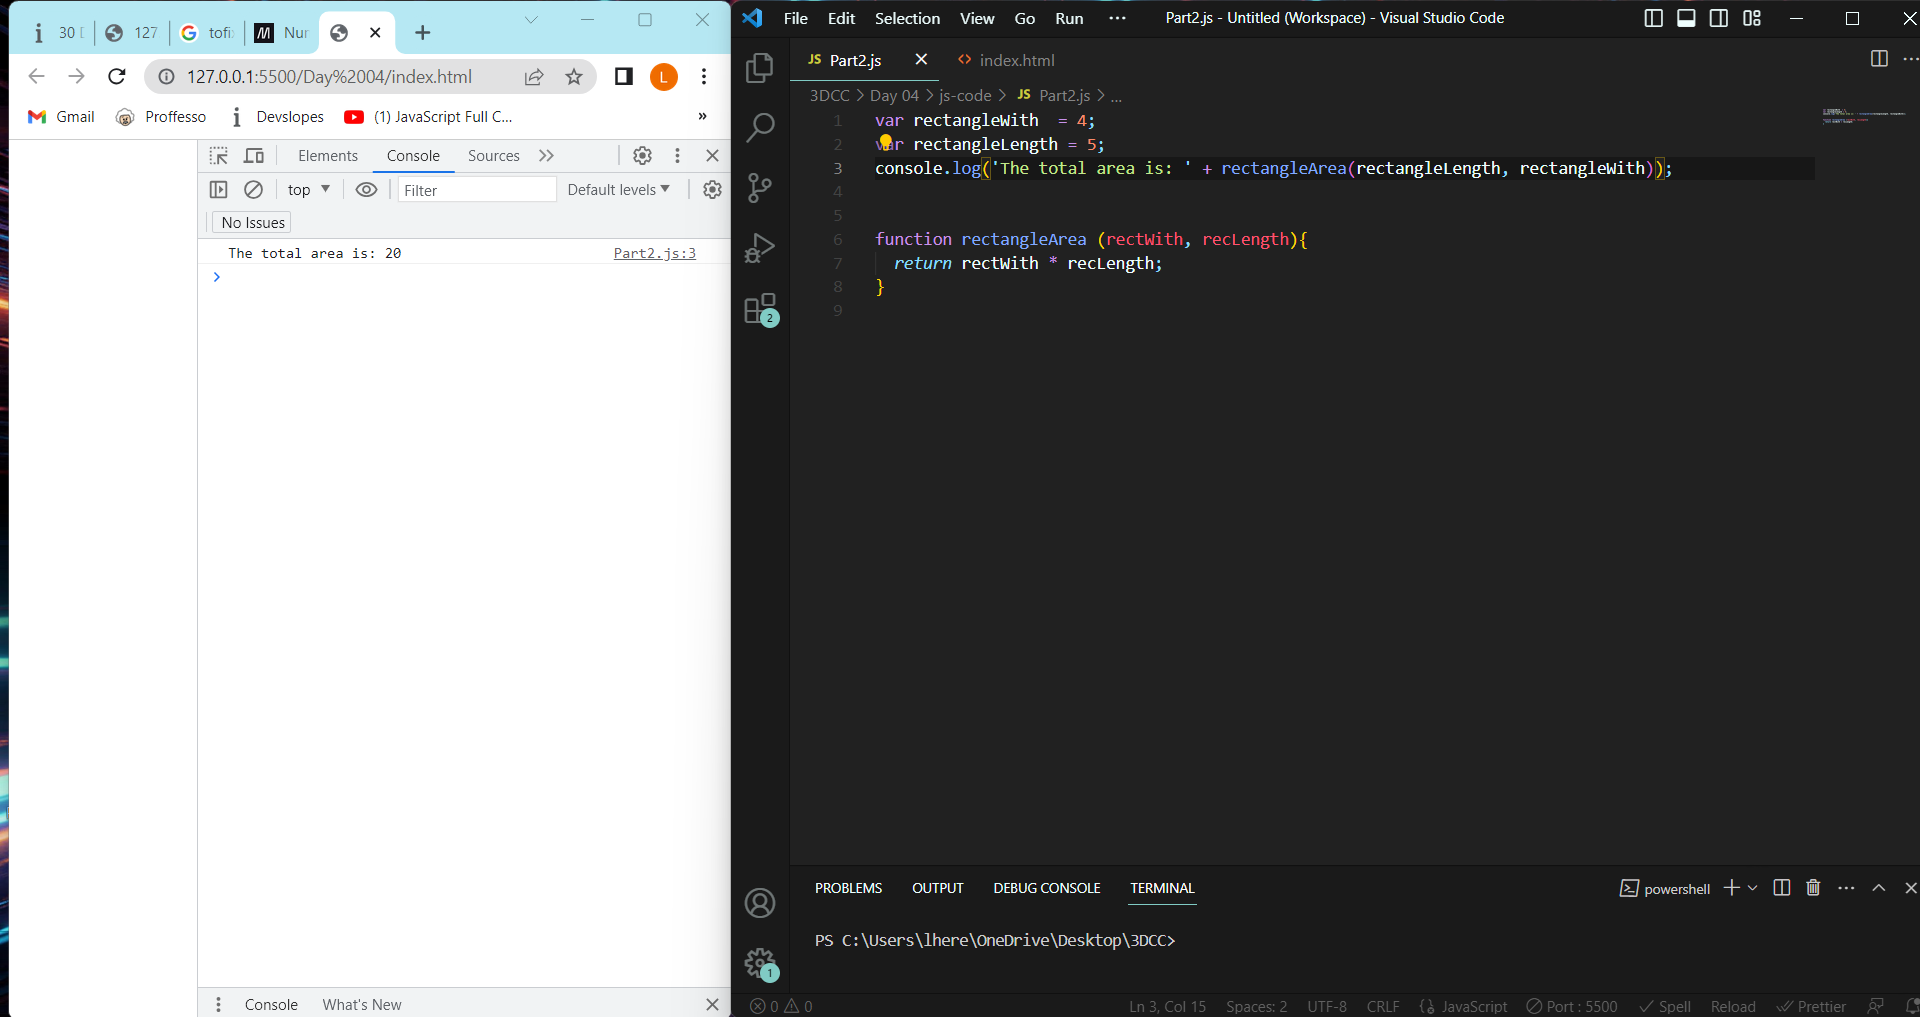 30
127
tofi
Nur
127.0.0.1:5500/Day%2004/index.html
L
Gmail
Proffesso
Devslopes
(1) JavaScript Full C...
»
Elements
Console
Sources
top
Filter
Default levels
No Issues
The total area is: 20
Part2.js:3
Console
What's New
File
Edit
Selection
View
Go
Run
...
Part2.js - Untitled (Workspace) - Visual Studio Code
JS Part2.js
<> index.html
3DCC > Day 04 > js-code > JS Part2.js > ...
1 var rectangleWith  = 4;
2 var rectangleLength = 5;
3 console.log('The total area is: ' + rectangleArea(rectangleLength, rectangleWith));
4
5
6 function rectangleArea (rectWith, recLength){
7   return rectWith * recLength;
8 }
9
2
1
PROBLEMS
OUTPUT
DEBUG CONSOLE
TERMINAL
powershell
PS C:\Users\lhere\OneDrive\Desktop\3DCC>
0
0
Ln 3, Col 15
Spaces: 2
UTF-8
CRLF
{} JavaScript
Port : 5500
Spell
Reload
Prettier